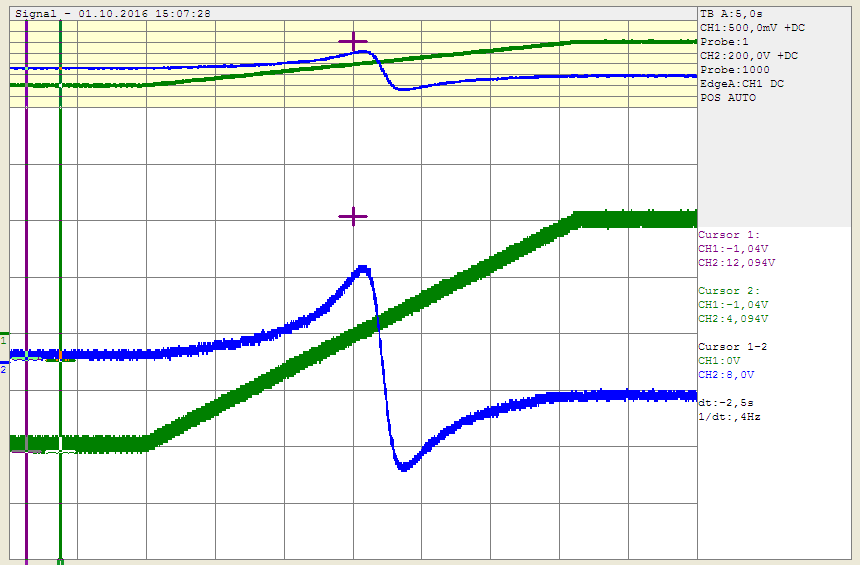 Signal - 01.10.2016 15:07:28
TB A:5,0s
CH1:500,0mV +DC
Probe:1
CH2:200,0V +DC
Probe:1000
EdgeA:CH1 DC
POS AUTO
Cursor 1:
CH1:-1,04V
CH2:12,094V
Cursor 2:
CH1:-1,04V
CH2:4,094V
Cursor 1-2
CH1:0V
CH2:8,0V
dt:-2,5s
1/dt:,4Hz
1
2